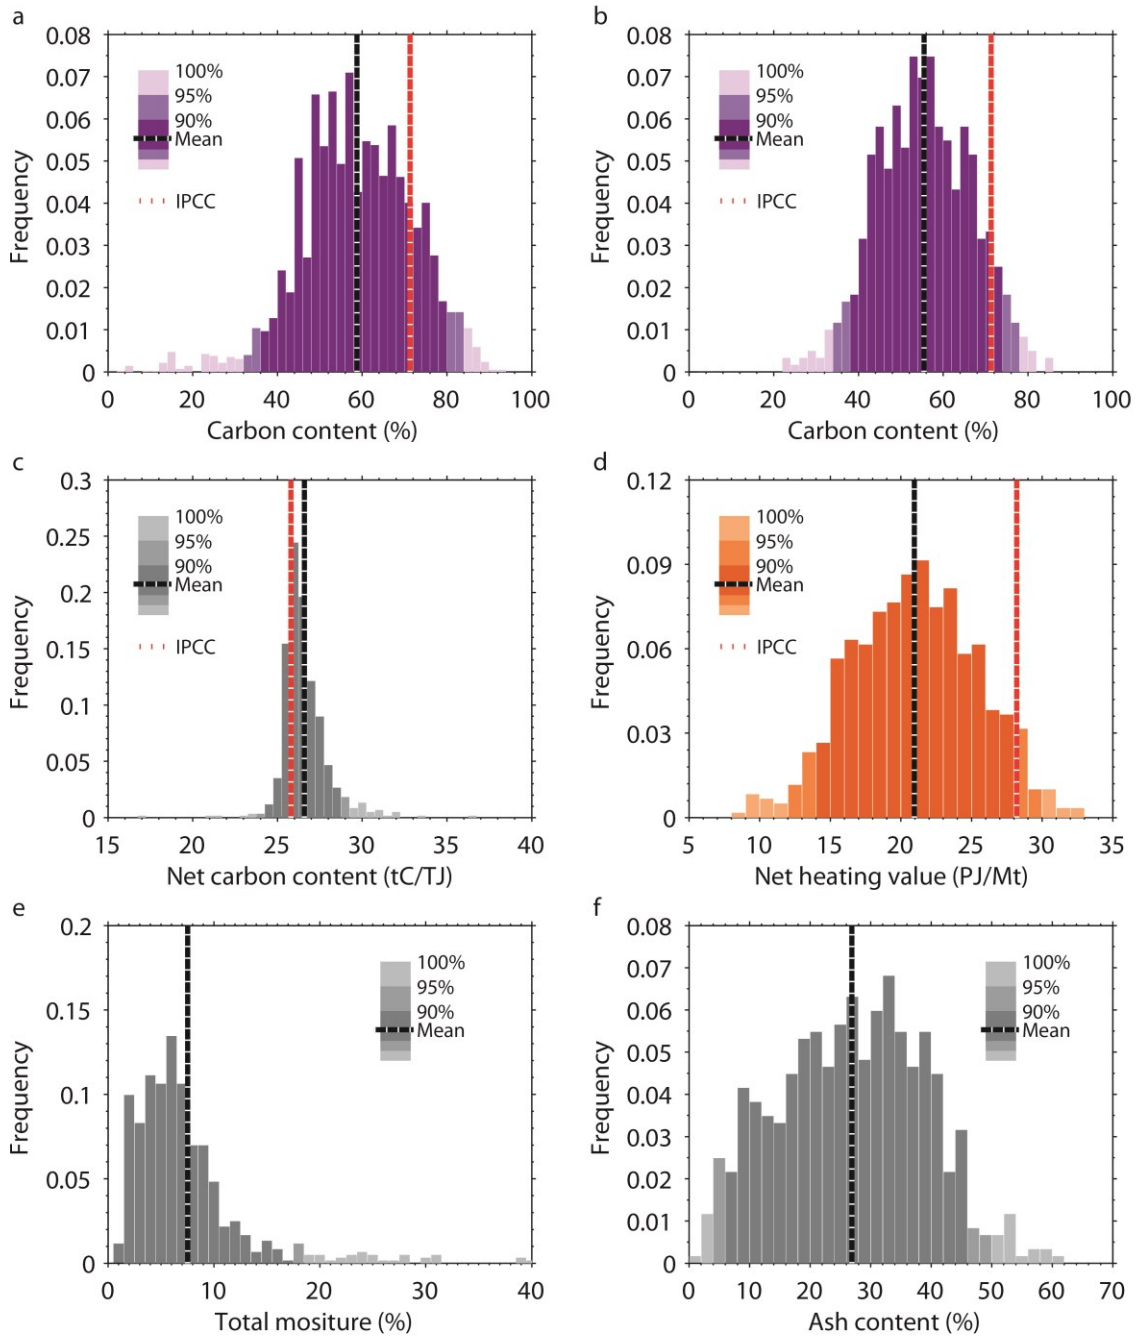 a
0.08
0.07
0.06
0.05
0.04
0.03
0.02
0.01
0
Frequency
100%
95%
90%
Mean
IPCC
0 20 40 60 80 100
Carbon content (%)
b
0.08
0.07
0.06
0.05
0.04
0.03
0.02
0.01
0
Frequency
100%
95%
90%
Mean
IPCC
0 20 40 60 80 100
Carbon content (%)
c
0.3
0.25
0.2
0.15
0.1
0.05
0
Frequency
100%
95%
90%
Mean
IPCC
15 20 25 30 35 40
Net carbon content (tC/TJ)
d
0.12
0.09
0.06
0.03
0
Frequency
100%
95%
90%
Mean
IPCC
5 10 15 20 25 30 35
Net heating value (PJ/Mt)
e
0.2
0.15
0.1
0.05
0
Frequency
100%
95%
90%
Mean
0 10 20 30 40
Total mositure (%)
f
0.08
0.07
0.06
0.05
0.04
0.03
0.02
0.01
0
Frequency
100%
95%
90%
Mean
0 10 20 30 40 50 60 70
Ash content (%)